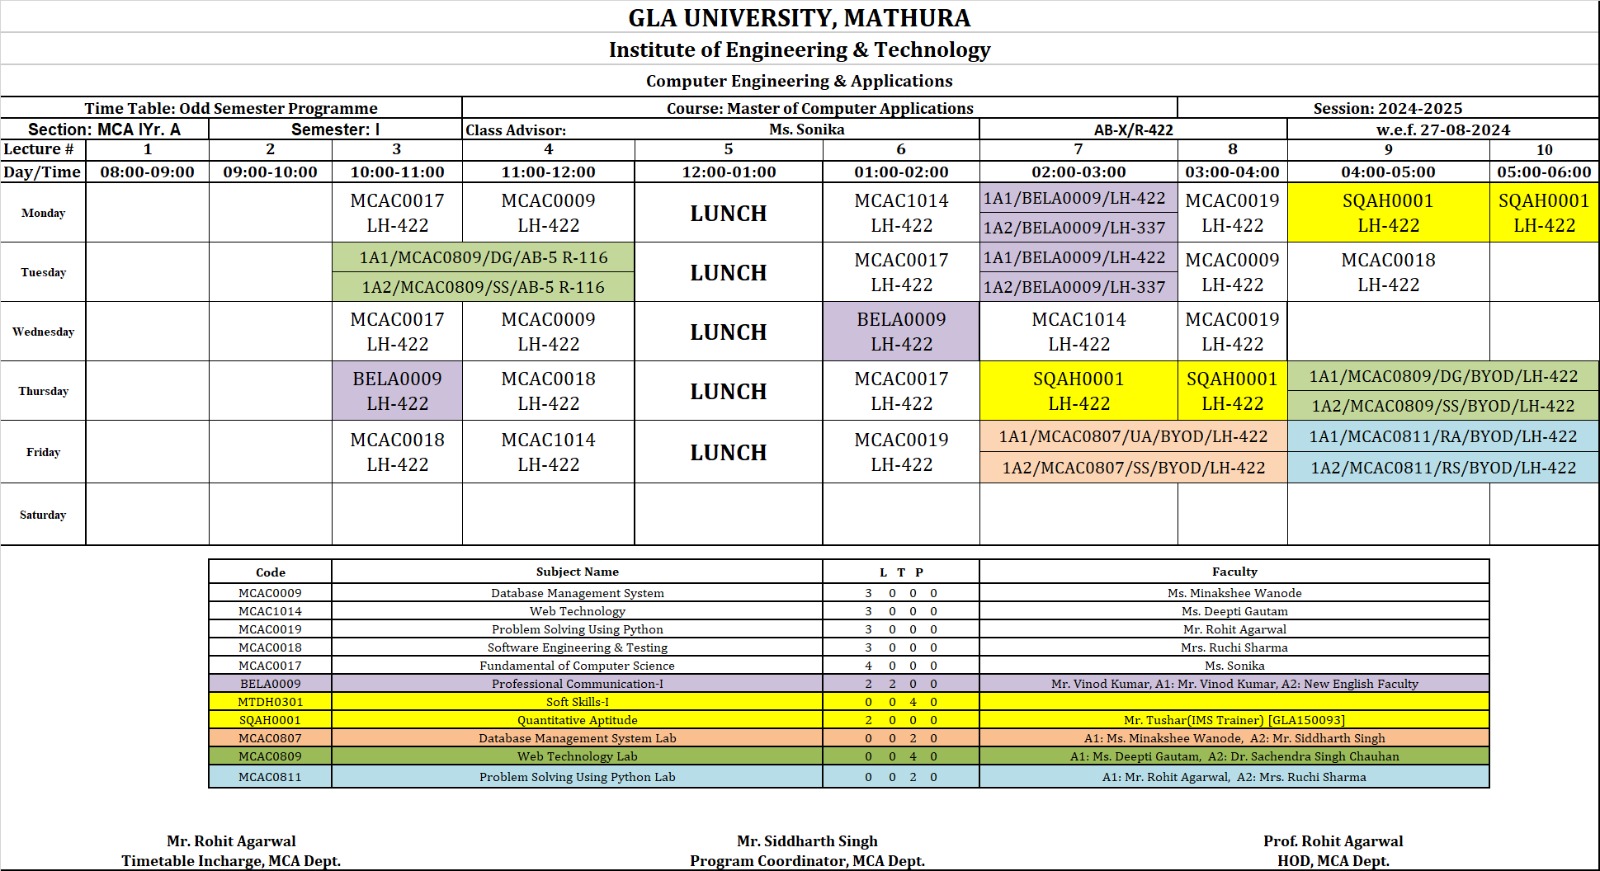 GLA UNIVERSITY, MATHURA
Institute of Engineering & Technology
Computer Engineering & Applications
Time Table: Odd Semester Programme Course: Master of Computer Applications Session: 2024-2025
Section: MCA IYr. A Semester: I Class Advisor: Ms. Sonika AB-X/R-422 w.e.f. 27-08-2024
Lecture # 1 2 3 4 5 6 7 8 9 10
Day/Time 08:00-09:00 09:00-10:00 10:00-11:00 11:00-12:00 12:00-01:00 01:00-02:00 02:00-03:00 03:00-04:00 04:00-05:00 05:00-06:00
Monday
MCAC0017
LH-422
MCAC0009
LH-422
LUNCH
MCAC1014
LH-422
1A1/BELA0009/LH-422
1A2/BELA0009/LH-337
MCAC0019
LH-422
SQAH0001
LH-422
SQAH0001
LH-422
Tuesday
1A1/MCAC0809/DG/AB-5 R-116
1A2/MCAC0809/SS/AB-5 R-116
LUNCH
MCAC0017
LH-422
1A1/BELA0009/LH-422
1A2/BELA0009/LH-337
MCAC0009
LH-422
MCAC0018
LH-422
Wednesday
MCAC0017
LH-422
MCAC0009
LH-422
LUNCH
BELA0009
LH-422
MCAC1014
LH-422
MCAC0019
LH-422
Thursday
BELA0009
LH-422
MCAC0018
LH-422
LUNCH
MCAC0017
LH-422
SQAH0001
LH-422
SQAH0001
LH-422
1A1/MCAC0809/DG/BYOD/LH-422
1A2/MCAC0809/SS/BYOD/LH-422
Friday
MCAC0018
LH-422
MCAC1014
LH-422
LUNCH
MCAC0019
LH-422
1A1/MCAC0807/UA/BYOD/LH-422
1A2/MCAC0807/SS/BYOD/LH-422
1A1/MCAC0811/RA/BYOD/LH-422
1A2/MCAC0811/RS/BYOD/LH-422
Saturday
Code Subject Name L T P Faculty
MCAC0009 Database Management System 3 0 0 0 Ms. Minakshee Wanode
MCAC1014 Web Technology 3 0 0 0 Ms. Deepti Gautam
MCAC0019 Problem Solving Using Python 3 0 0 0 Mr. Rohit Agarwal
MCAC0018 Software Engineering & Testing 3 0 0 0 Mrs. Ruchi Sharma
MCAC0017 Fundamental of Computer Science 4 0 0 0 Ms. Sonika
BELA0009 Professional Communication-I 2 2 0 0 Mr. Vinod Kumar, A1: Mr. Vinod Kumar, A2: New English Faculty
MTDH0301 Soft Skills-I 0 0 4 0
SQAH0001 Quantitative Aptitude 2 0 0 0 Mr. Tushar(IMS Trainer) [GLA150093]
MCAC0807 Database Management System Lab 0 0 2 0 A1: Ms. Minakshee Wanode, A2: Mr. Siddharth Singh
MCAC0809 Web Technology Lab 0 0 4 0 A1: Ms. Deepti Gautam, A2: Dr. Sachendra Singh Chauhan
MCAC0811 Problem Solving Using Python Lab 0 0 2 0 A1: Mr. Rohit Agarwal, A2: Mrs. Ruchi Sharma
Mr. Rohit Agarwal Mr. Siddharth Singh Prof. Rohit Agarwal
Timetable Incharge, MCA Dept. Program Coordinator, MCA Dept. HOD, MCA Dept.